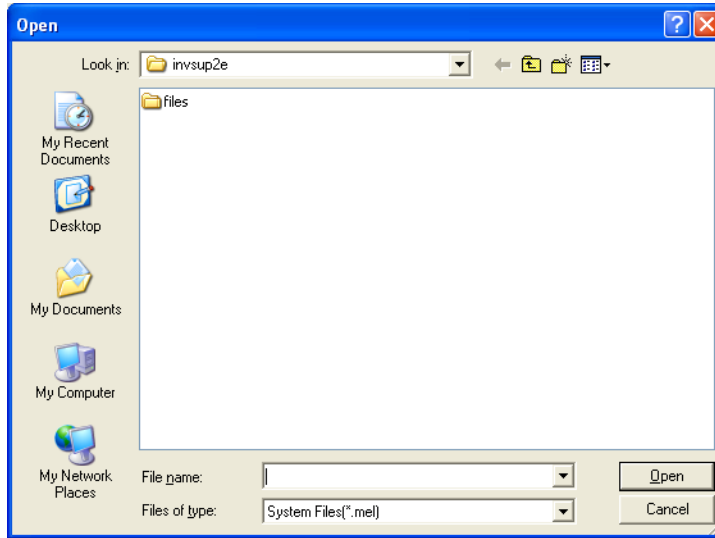 Open
Look in: invsup2e
files
My Recent
Documents
Desktop
My Documents
My Computer
My Network
Places
File name:
Open
Files of type: System Files(*.mel)
Cancel